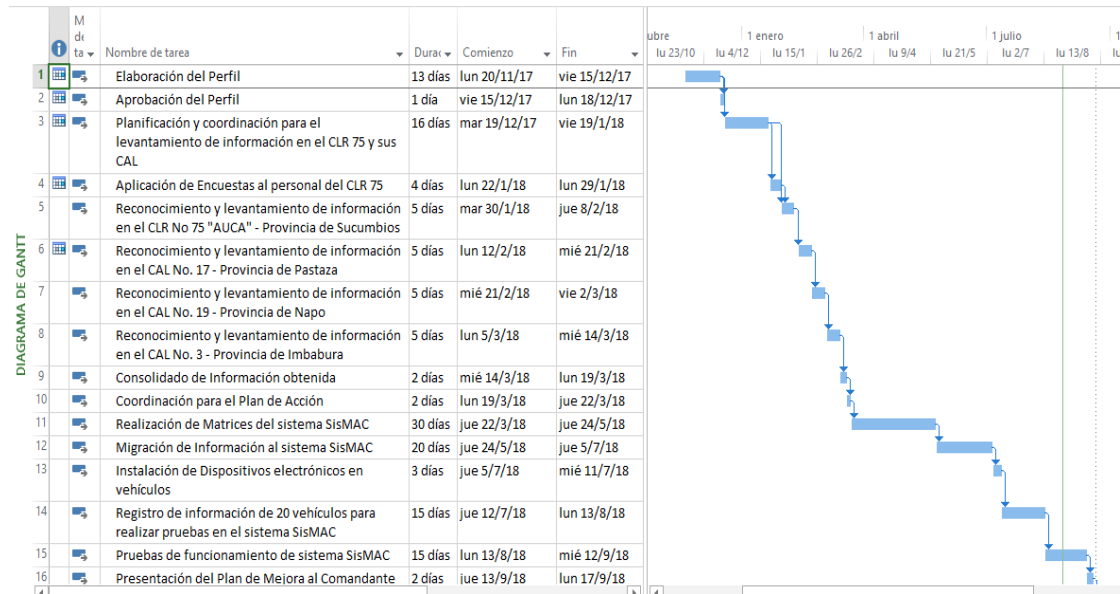 DIAGRAMA DE GANTT
M
de
ta
Nombre de tarea
Durac
Comienzo
Fin
1 Elaboración del Perfil 13 días lun 20/11/17 vie 15/12/17
2 Aprobación del Perfil 1 día vie 15/12/17 lun 18/12/17
3 Planificación y coordinación para el 16 días mar 19/12/17 vie 19/1/18
levantamiento de información en el CLR 75 y sus
CAL
4 Aplicación de Encuestas al personal del CLR 75 4 días lun 22/1/18 lun 29/1/18
5 Reconocimiento y levantamiento de información 5 días mar 30/1/18 jue 8/2/18
en el CLR No 75 "AUCA" - Provincia de Sucumbios
6 Reconocimiento y levantamiento de información 5 días lun 12/2/18 mié 21/2/18
en el CAL No. 17 - Provincia de Pastaza
7 Reconocimiento y levantamiento de información 5 días mié 21/2/18 vie 2/3/18
en el CAL No. 19 - Provincia de Napo
8 Reconocimiento y levantamiento de información 5 días lun 5/3/18 mié 14/3/18
en el CAL No. 3 - Provincia de Imbabura
9 Consolidado de Información obtenida 2 días mié 14/3/18 lun 19/3/18
10 Coordinación para el Plan de Acción 2 días lun 19/3/18 jue 22/3/18
11 Realización de Matrices del sistema SisMAC 30 días jue 22/3/18 jue 24/5/18
12 Migración de Información al sistema SisMAC 20 días jue 24/5/18 jue 5/7/18
13 Instalación de Dispositivos electrónicos en 3 días jue 5/7/18 mié 11/7/18
vehículos
14 Registro de información de 20 vehículos para 15 días jue 12/7/18 lun 13/8/18
realizar pruebas en el sistema SisMAC
15 Pruebas de funcionamiento de sistema SisMAC 15 días lun 13/8/18 mié 12/9/18
16 Presentación del Plan de Mejora al Comandante 2 días jue 13/9/18 lun 17/9/18
ubre 1 enero 1 abril 1 julio 1
lu 23/10 lu 4/12 lu 15/1 lu 26/2 lu 9/4 lu 21/5 lu 2/7 lu 13/8 lu